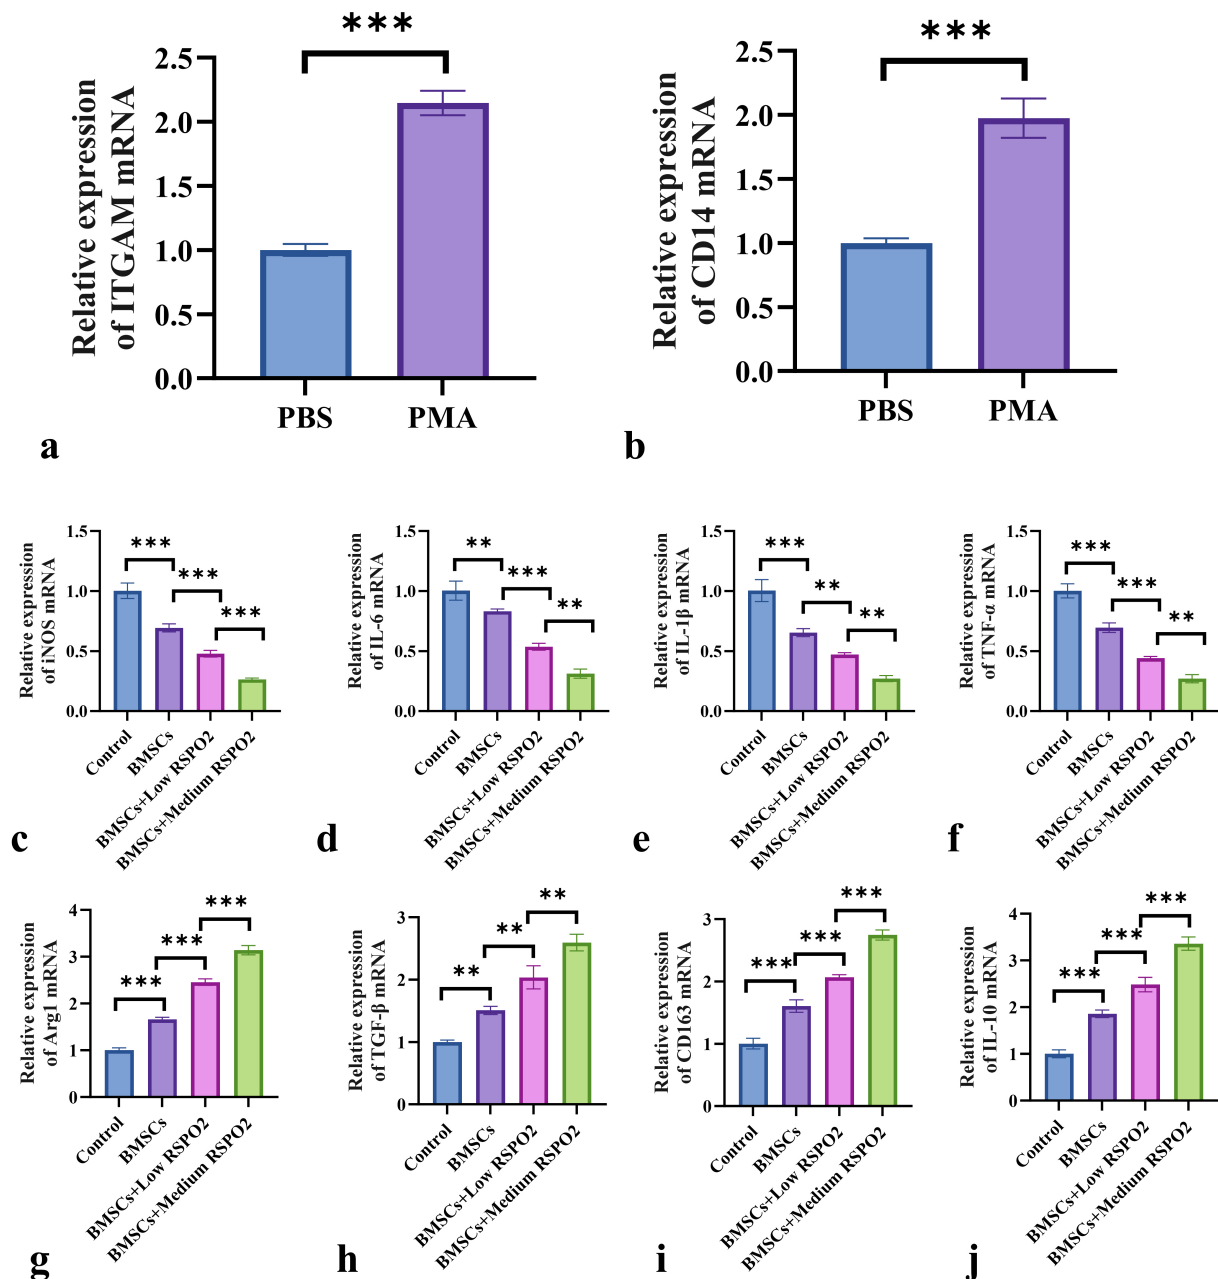 ***
Relative expression
of ITGAM mRNA
2.5
2.0
1.5
1.0
0.5
0.0
PBS
PMA
a
***
Relative expression
of CD14 mRNA
2.5
2.0
1.5
1.0
0.5
0.0
PBS
PMA
b
Relative expression
of iNOS mRNA
1.5
1.0
0.5
0.0
***
***
***
Control
BMSCs
BMSCs+Low RSPO2
BMSCs+Medium RSPO2
c
Relative expression
of IL-6 mRNA
1.5
1.0
0.5
0.0
**
***
**
Control
BMSCs
BMSCs+Low RSPO2
BMSCs+Medium RSPO2
d
Relative expression
of IL-1β mRNA
1.5
1.0
0.5
0.0
***
**
**
Control
BMSCs
BMSCs+Low RSPO2
BMSCs+Medium RSPO2
e
Relative expression
of TNF-α mRNA
1.5
1.0
0.5
0.0
***
***
**
Control
BMSCs
BMSCs+Low RSPO2
BMSCs+Medium RSPO2
f
Relative expression
of Arg1 mRNA
4
3
2
1
0
***
***
***
Control
BMSCs
BMSCs+Low RSPO2
BMSCs+Medium RSPO2
g
Relative expression
of TGF-β mRNA
3
2
1
0
**
**
**
Control
BMSCs
BMSCs+Low RSPO2
BMSCs+Medium RSPO2
h
Relative expression
of CD163 mRNA
3
2
1
0
***
***
***
Control
BMSCs
BMSCs+Low RSPO2
BMSCs+Medium RSPO2
i
Relative expression
of IL-10 mRNA
4
3
2
1
0
***
***
***
Control
BMSCs
BMSCs+Low RSPO2
BMSCs+Medium RSPO2
j